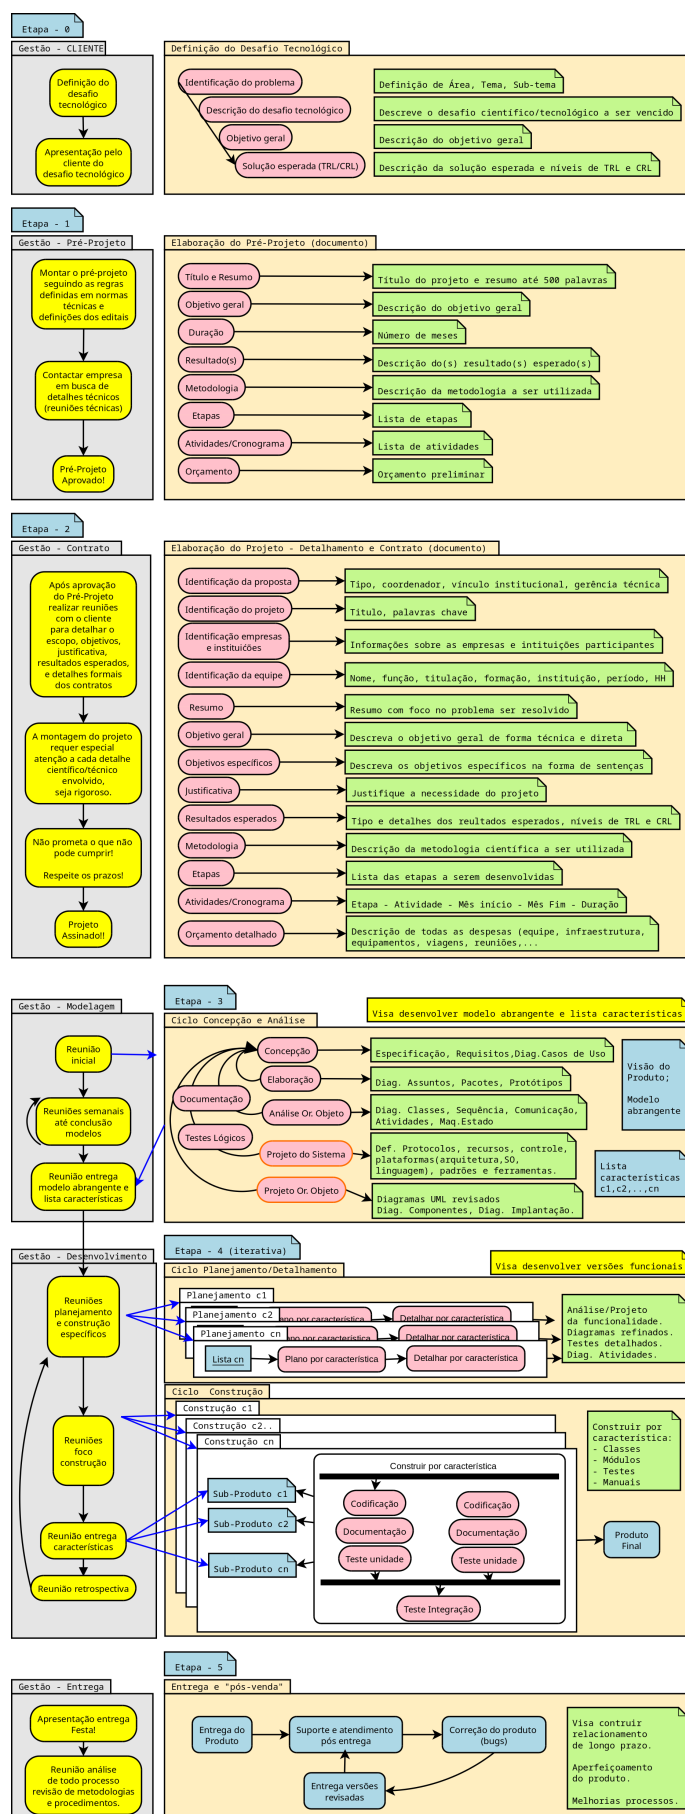 Etapa - 0
Gestão - CLIENTE
Definição do
desafio
tecnológico
Apresentação pelo
cliente do
desafio tecnológico
Definição do Desafio Tecnológico
Identificação do problema
Definição de Área, Tema, Sub-tema
Descrição do desafio tecnológico
Descreve o desafio científico/tecnológico a ser vencido
Objetivo geral
Descrição do objetivo geral
Solução esperada (TRL/CRL)
Descrição da solução esperada e níveis de TRL e CRL
Etapa - 1
Gestão - Pré-Projeto
Montar o pré-projeto
seguindo as regras
definidas em normas
técnicas e
definições dos editais
Contactar empresa
em busca de
detalhes técnicos
(reuniões técnicas)
Pré-Projeto
Aprovado!
Elaboração do Pré-Projeto (documento)
Título e Resumo
Título do projeto e resumo até 500 palavras
Objetivo geral
Descrição do objetivo geral
Duração
Número de meses
Resultado(s)
Descrição do(s) resultado(s) esperado(s)
Metodologia
Descrição da metodologia a ser utilizada
Etapas
Lista de etapas
Atividades/Cronograma
Lista de atividades
Orçamento
Orçamento preliminar
Etapa - 2
Gestão - Contrato
Após aprovação
do Pré-Projeto
realizar reuniões
com o cliente
para detalhar o
escopo, objetivos,
justificativa,
resultados esperados,
e detalhes formais
dos contratos
A montagem do projeto
requer especial
atenção a cada detalhe
científico/técnico
envolvido,
seja rigoroso.
Não prometa o que não
pode cumprir!
Respeite os prazos!
Projeto
Assinado!!
Elaboração do Projeto - Detalhamento e Contrato (documento)
Identificação da proposta
Tipo, coordenador, vínculo institucional, gerência técnica
Identificação do projeto
Titulo, palavras chave
Identificação empresas
e instituićões
Informações sobre as empresas e intituições participantes
Identificação da equipe
Nome, função, titulação, formação, instituição, período, HH
Resumo
Resumo com foco no problema ser resolvido
Objetivo geral
Descreva o objetivo geral de forma técnica e direta
Objetivos específicos
Descreva os objetivos específicos na forma de sentenças
Justificativa
Justifique a necessidade do projeto
Resultados esperados
Tipo e detalhes dos reultados esperados, níveis de TRL e CRL
Metodologia
Descrição da metodologia científica a ser utilizada
Etapas
Lista das etapas a serem desenvolvidas
Atividades/Cronograma
Etapa - Atividade - Mês início - Mês Fim - Duração
Orçamento detalhado
Descrição de todas as despesas (equipe, infraestrutura,
equipamentos, viagens, reuniões,...
Gestão - Modelagem
Reunião
inicial
Reuniões semanais
até conclusão
modelos
Reunião entrega
modelo abrangente e
lista características
Etapa - 3
Visa desenvolver modelo abrangente e lista características
Ciclo Concepção e Análise
Concepção
Especificação, Requisitos,Diag.Casos de Uso
Elaboração
Diag. Assuntos, Pacotes, Protótipos
Documentação
Análise Or. Objeto
Diag. Classes, Sequência, Comunicação,
Atividades, Maq.Estado
Testes Lógicos
Projeto do Sistema
Def. Protocolos, recursos, controle,
plataformas(arquitetura,SO,
linguagem), padrões e ferramentas.
Projeto Or. Objeto
Diagramas UML revisados
Diag. Componentes, Diag. Implantação.
Visão do
Produto;
Modelo
abrangente
Lista
características
c1,c2,..,cn
Gestão - Desenvolvimento
Reuniões
planejamento
e construção
específicos
Reuniões
foco
construção
Reunião entrega
características
Reunião retrospectiva
Etapa - 4 (iterativa)
Visa desenvolver versões funcionais
Ciclo Planejamento/Detalhamento
Planejamento c1
Plano por característica
Detalhar por característica
Planejamento c2
Plano por característica
Detalhar por característica
Planejamento cn
Lista cn
Plano por característica
Detalhar por característica
Análise/Projeto
da funcionalidade.
Diagramas refinados.
Testes detalhados.
Diag. Atividades.
Ciclo  Construção
Construção c1
Construção c2..
Construção cn
Sub-Produto c1
Sub-Produto c2
Sub-Produto cn
Construir por característica
Codificação
Documentação
Teste unidade
Codificação
Documentação
Teste unidade
Teste Integração
Construir por
característica:
- Classes
- Módulos
- Testes
- Manuais
Produto
Final
Gestão - Entrega
Apresentação entrega
Festa!
Reunião análise
de todo processo
revisão de metodologias
e procedimentos.
Etapa - 5
Entrega e "pós-venda"
Entrega do
Produto
Suporte e atendimento
pós entrega
Correção do produto
(bugs)
Entrega versões
revisadas
Visa contruir
relacionamento
de longo prazo.
Aperfeiçoamento
do produto.
Melhorias processos.